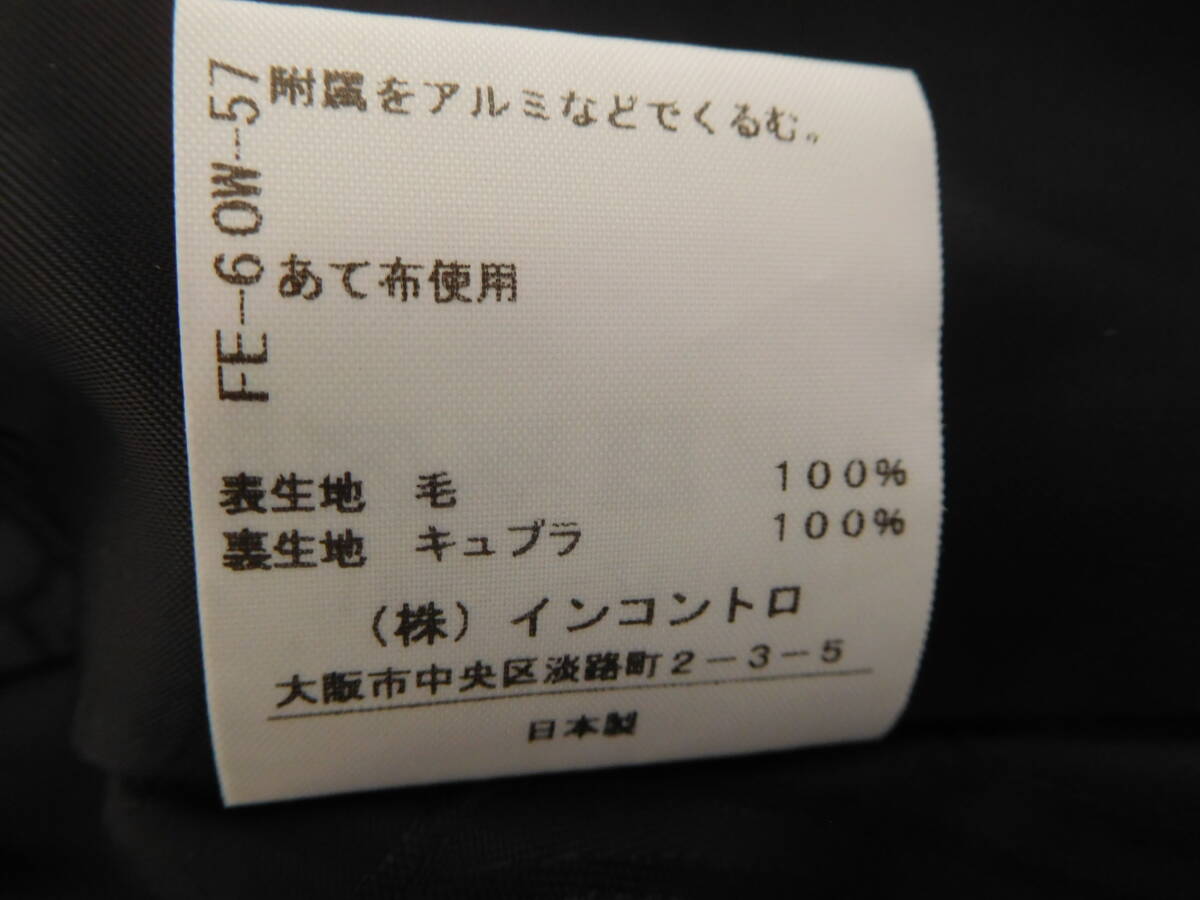 附属をアルミなどでくるむ。
あて布使用
FE-60W-57
表生地 毛 100%
裏生地 キュプラ 100%
(株) インコントロ
大阪市中央区淡路町2-3-5
日本製